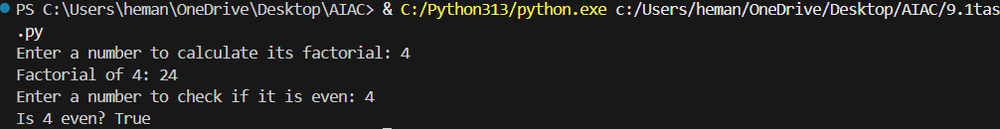 PS C:\Users\heman\OneDrive\Desktop\AIAC> & C:/Python313/python.exe c:/Users/heman/OneDrive/Desktop/AIAC/9.1tas
.py
Enter a number to calculate its factorial: 4
Factorial of 4: 24
Enter a number to check if it is even: 4
Is 4 even? True